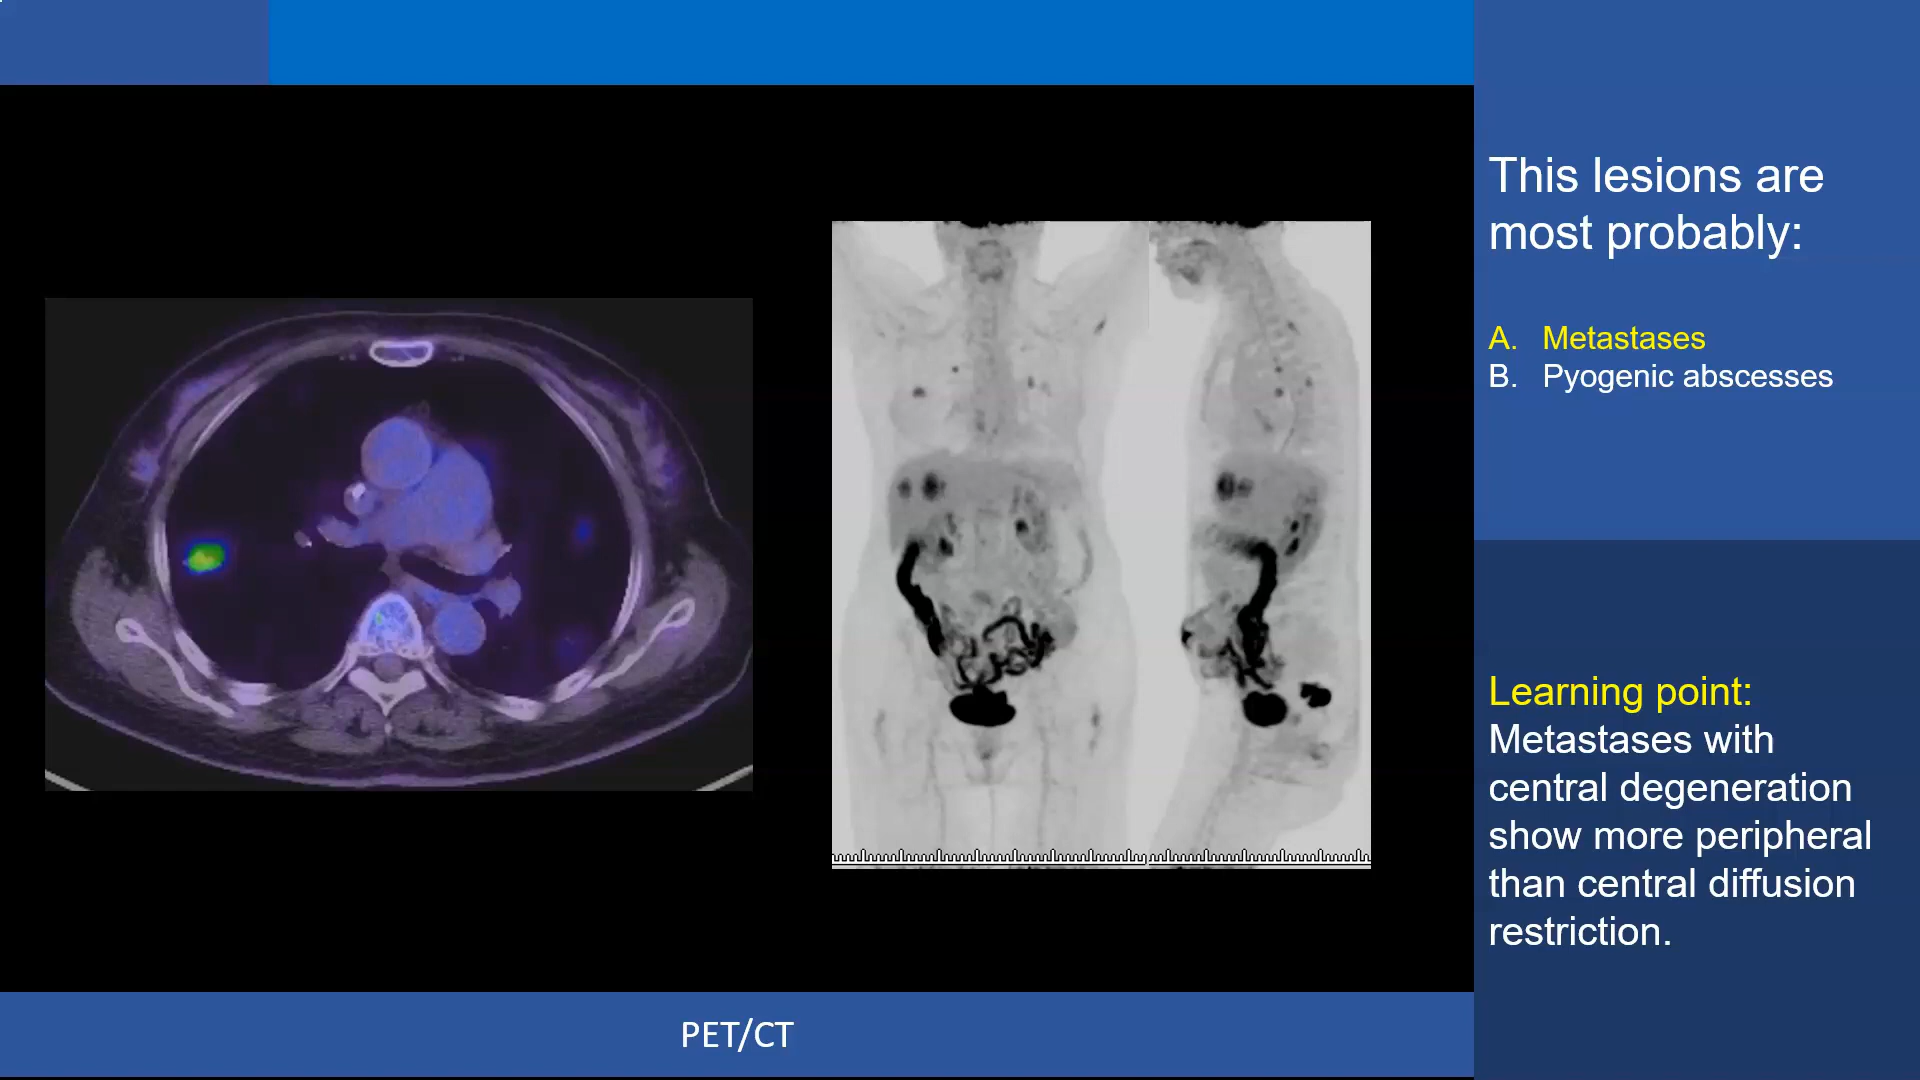 This lesions are
most probably:
A. Metastases
B. Pyogenic abscesses
Learning point:
Metastases with
central degeneration
show more peripheral
than central diffusion
restriction.
PET/CT